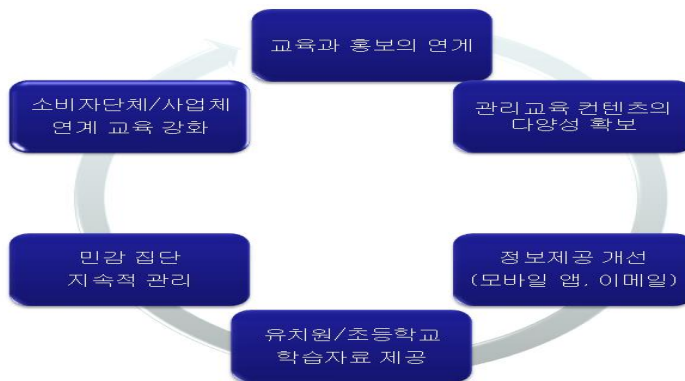 교육과 홍보의 연계
관리교육 컨텐츠의
다양성 확보
정보제공 개선
(모바일 앱, 이메일)
유치원/초등학교
학습자료 제공
민감 집단
지속적 관리
소비자단체/사업체
연계 교육 강화